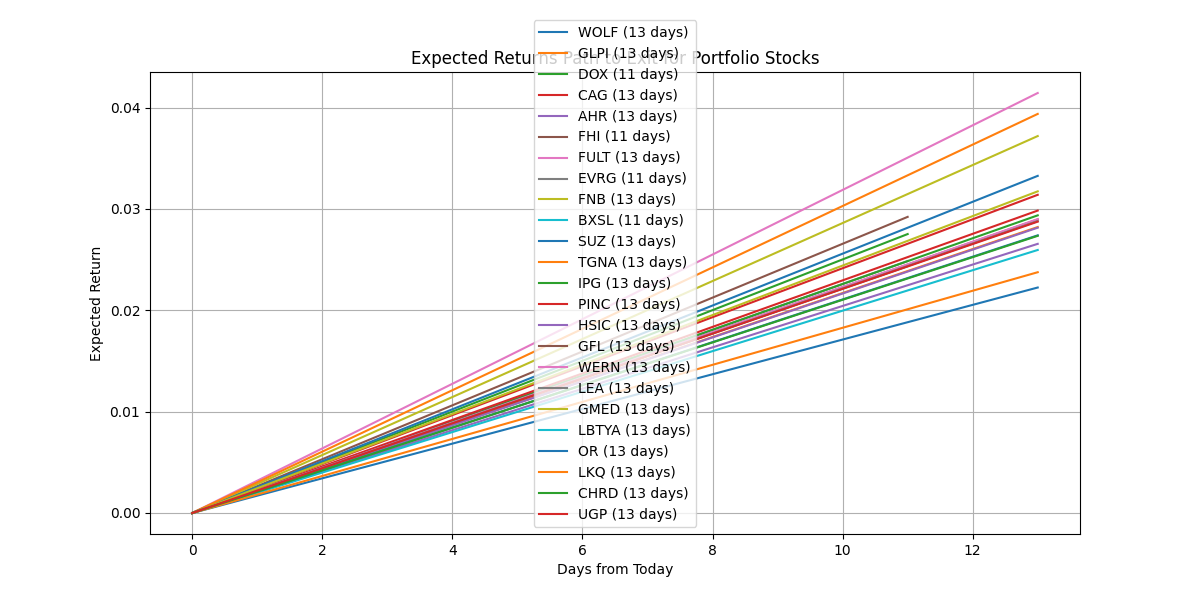 Expected Returns Path to Exit for Portfolio Stocks
WOLF (13 days)
GLPI (13 days)
DOX (11 days)
CAG (13 days)
AHR (13 days)
FHI (11 days)
FULT (13 days)
EVRG (11 days)
FNB (13 days)
BXSL (11 days)
SUZ (13 days)
TGNA (13 days)
IPG (13 days)
PINC (13 days)
HSIC (13 days)
GFL (13 days)
WERN (13 days)
LEA (13 days)
GMED (13 days)
LBTYA (13 days)
OR (13 days)
LKQ (13 days)
CHRD (13 days)
UGP (13 days)
Expected Return
0.04
0.03
0.02
0.01
0.00
0
2
4
6
8
10
12
Days from Today